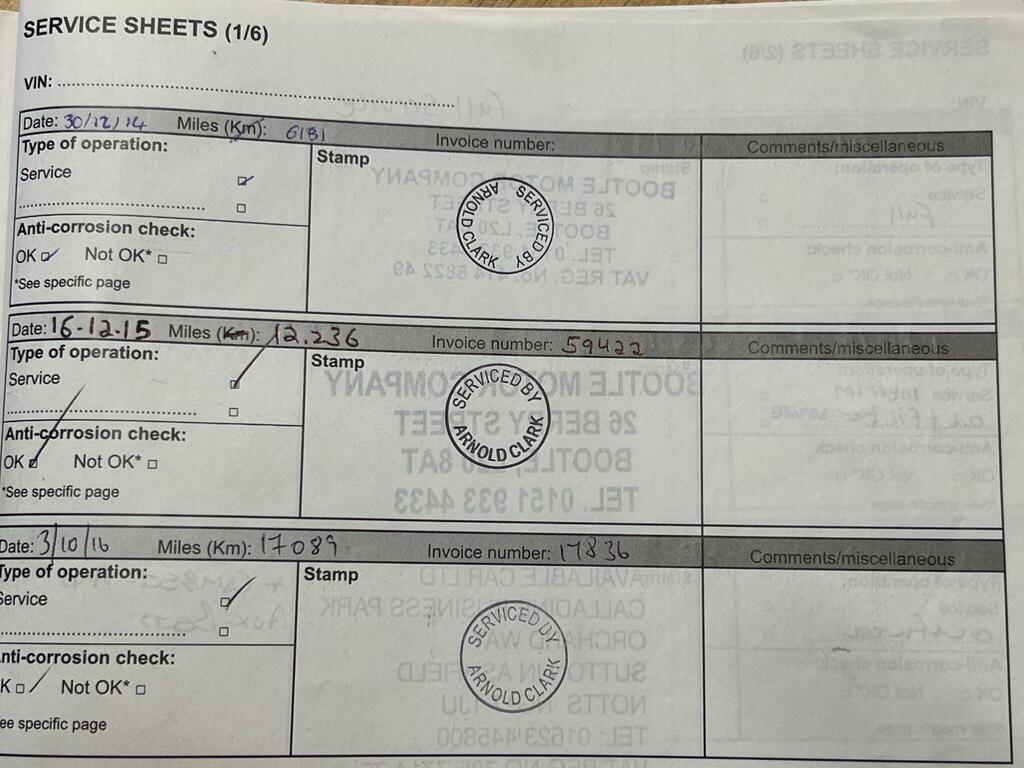 SERVICE SHEETS (1/6)
VIN:
Date: 30/12/14 Miles (Km): 6181 Invoice number: Comments/miscellaneous
Type of operation:
Stamp
Service
SERVICED BY
ARNOLD CLARK
Anti-corrosion check:
OK Not OK*
*See specific page
Date: 16-12-15 Miles (Km): 12.236 Invoice number: 59422 Comments/miscellaneous
Type of operation:
Stamp
Service
SERVICED BY
ARNOLD CLARK
Anti-corrosion check:
OK Not OK*
*See specific page
Date: 3/10/16 Miles (Km): 17089 Invoice number: 17836 Comments/miscellaneous
Type of operation:
Stamp
Service
SERVICED BY
ARNOLD CLARK
nti-corrosion check:
K Not OK*
ee specific page